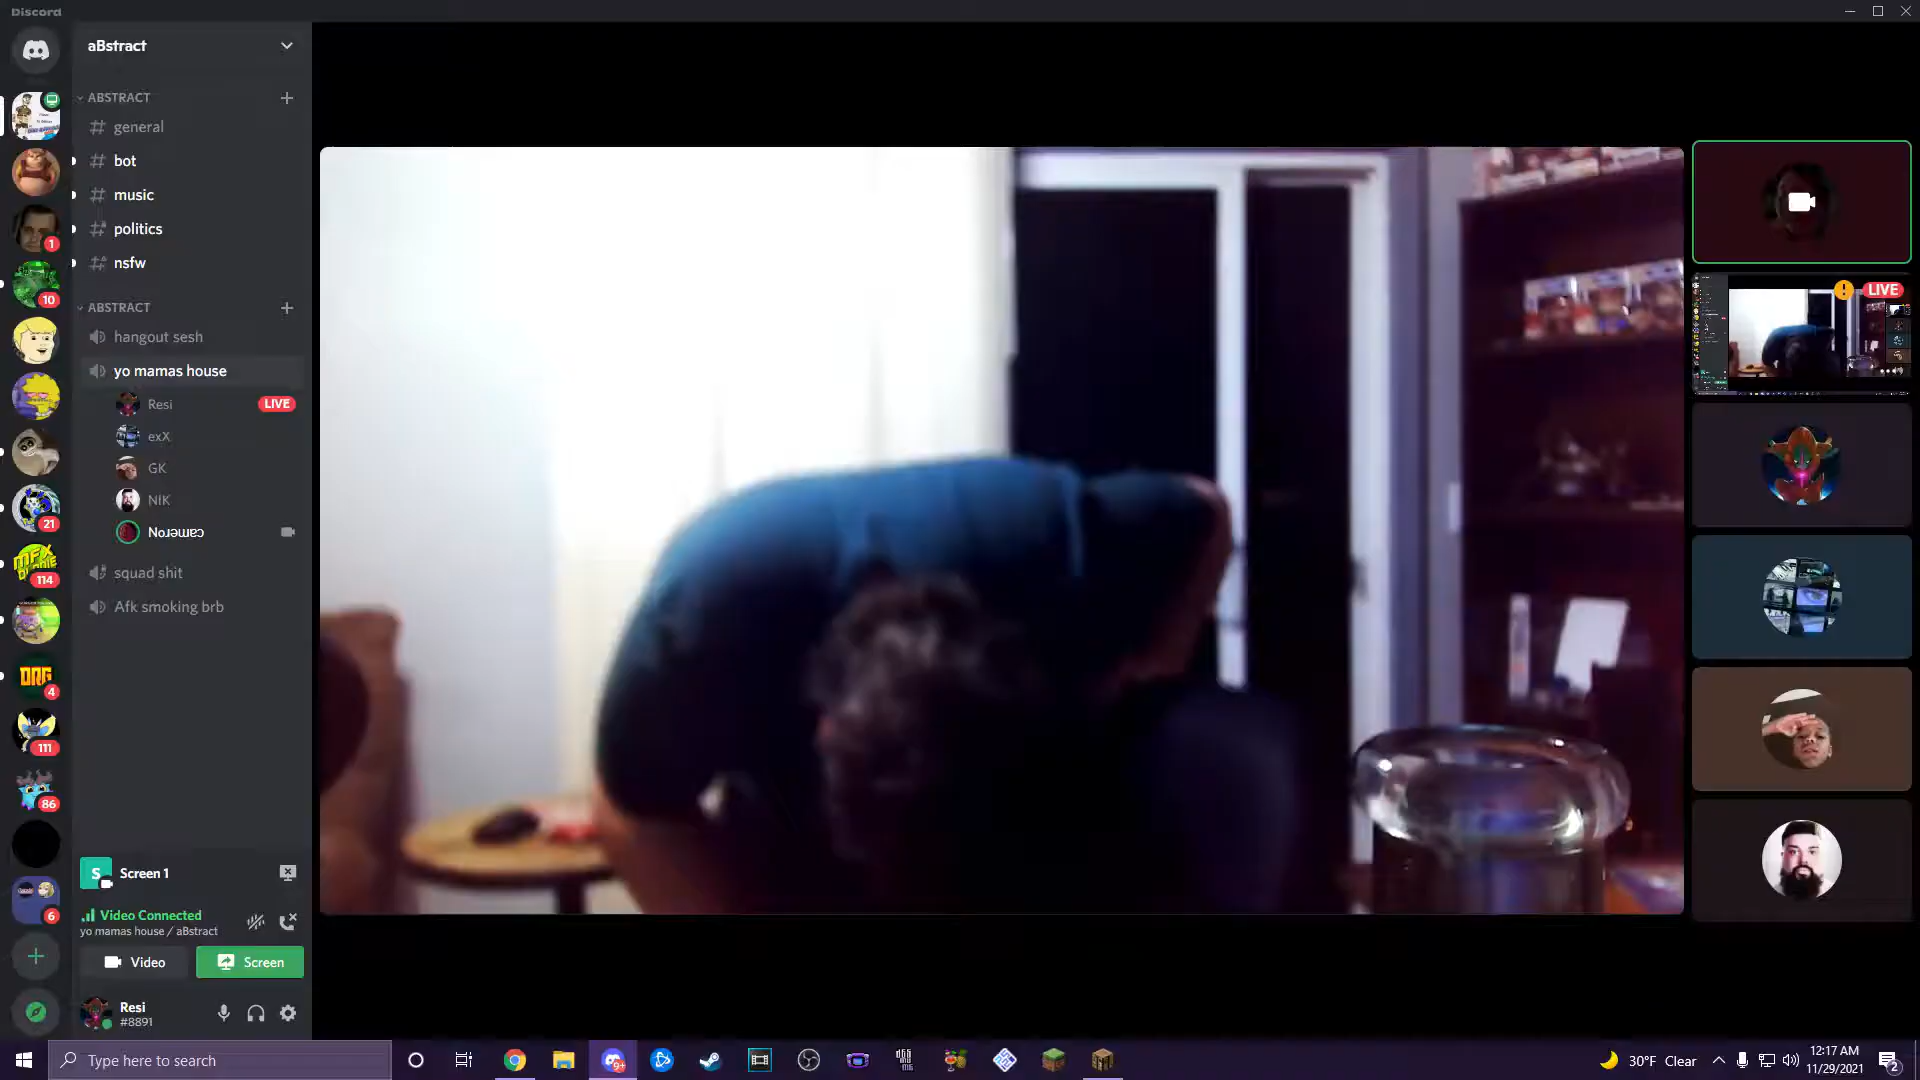 Discord
aBstract
ABSTRACT
general
bot
music
politics
nsfw
ABSTRACT
hangout sesh
yo mamas house
Resi
LIVE
exX
GK
NIK
squad shit
Afk smoking brb
1
10
21
114
4
111
86
6
MFX
DRG
S
Screen 1
Video Connected
yo mamas house / aBstract
Video
Screen
Resi
#8891
LIVE
Type here to search
9+
30°F Clear
12:17 AM
11/29/2021
2